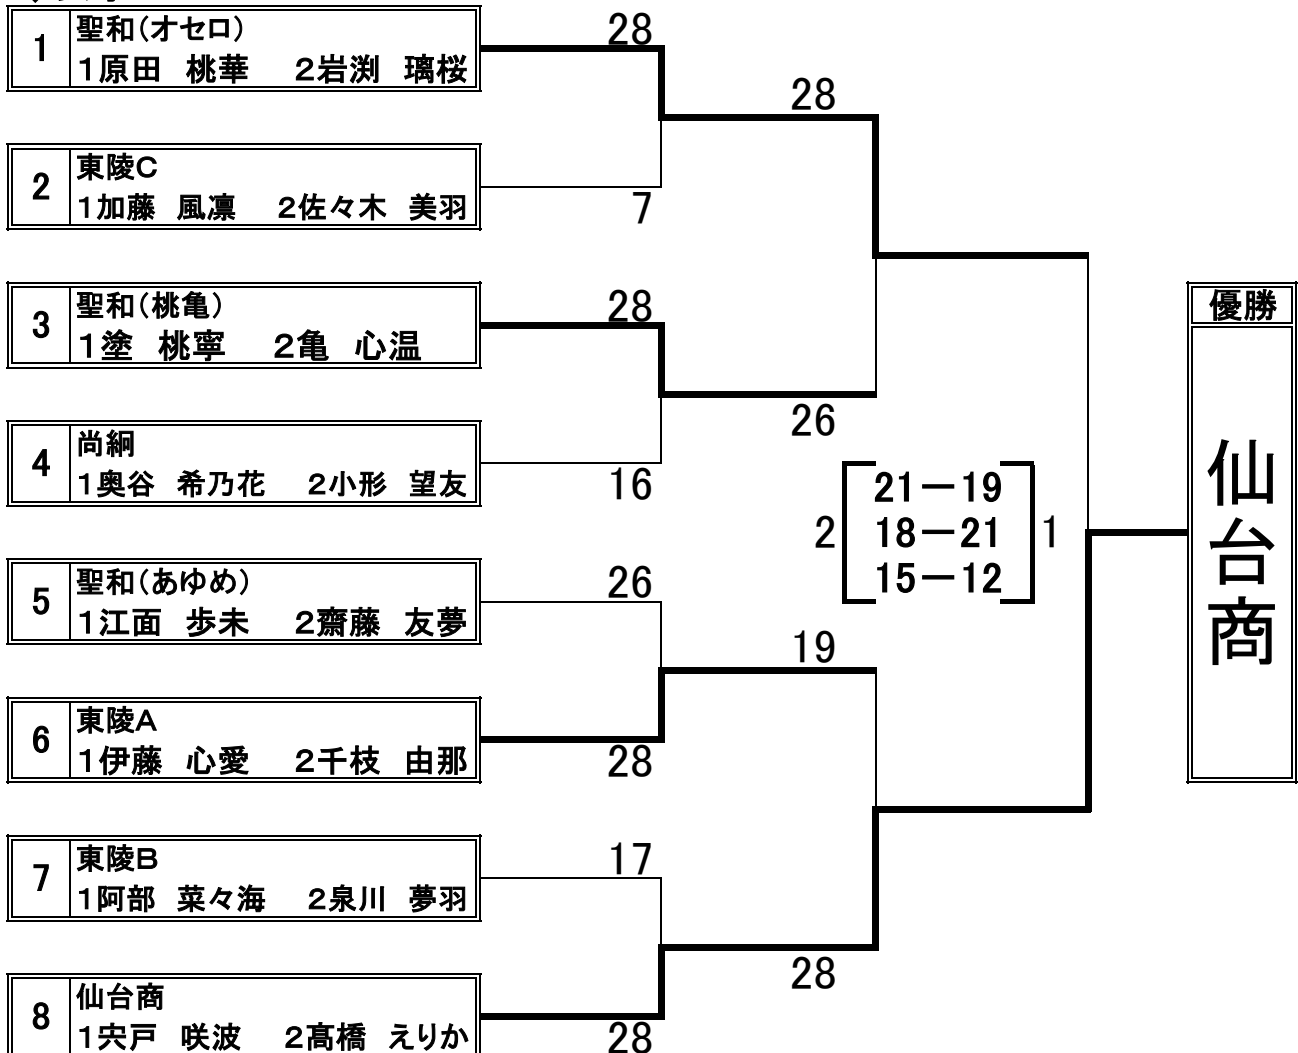 1
聖和(オセロ)
1原田 桃華 2岩渕 璃桜
28
28
2
東陵C
1加藤 風凛 2佐々木 美羽
7
3
聖和(桃亀)
1塗 桃寧 2亀 心温
28
26
4
尚絅
1奥谷 希乃花 2小形 望友
16
優勝
仙台商
2
21-19
18-21
15-12
1
5
聖和(あゆめ)
1江面 歩未 2齋藤 友夢
26
19
6
東陵A
1伊藤 心愛 2千枝 由那
28
7
東陵B
1阿部 菜々海 2泉川 夢羽
17
28
8
仙台商
1宍戸 咲波 2髙橋 えりか
28